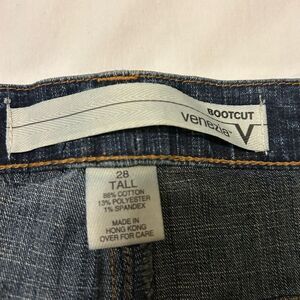 BOOTCUT
venezia V
28
TALL
86% COTTON
13% POLYESTER
1% SPANDEX
MADE IN
HONG KONG
OVER FOR CARE